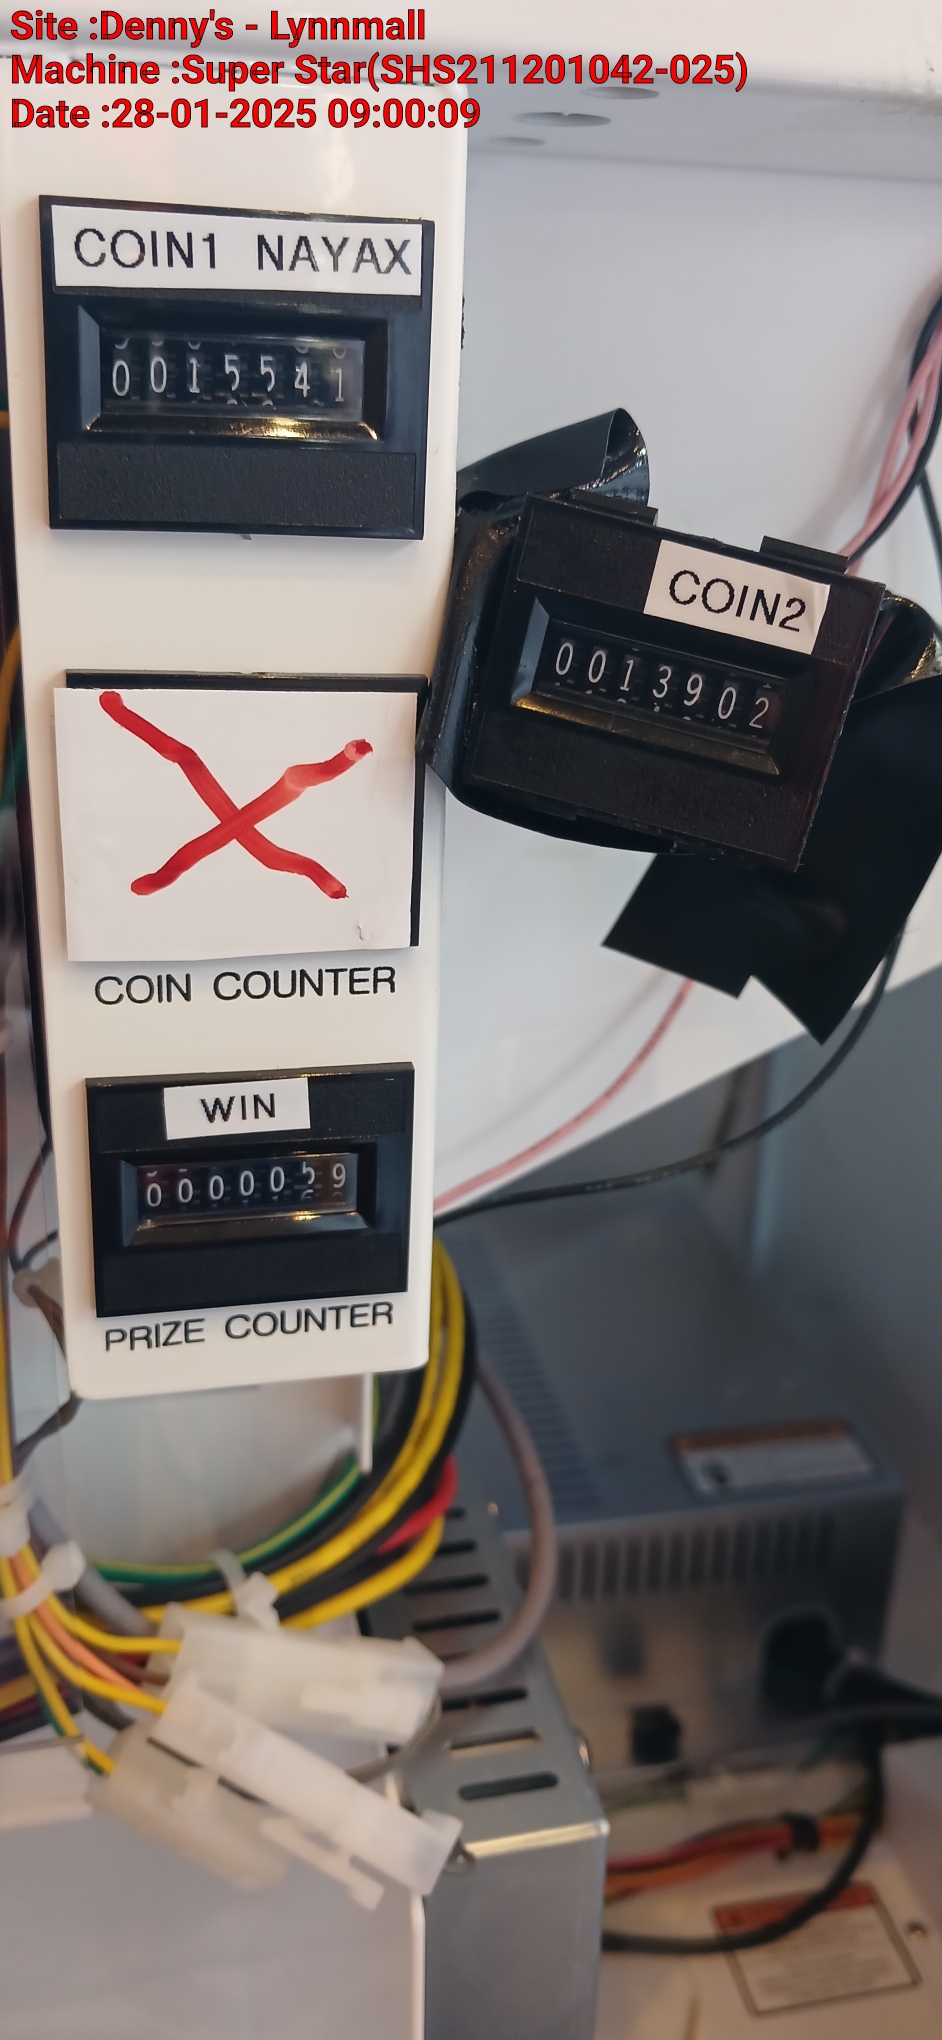 Site :Denny's - Lynnmall
Machine :Super Star(SHS211201042-025)
Date :28-01-2025 09:00:09
COIN1 NAYAX
0015541
COIN2
0013902
COIN COUNTER
WIN
0000059
PRIZE COUNTER